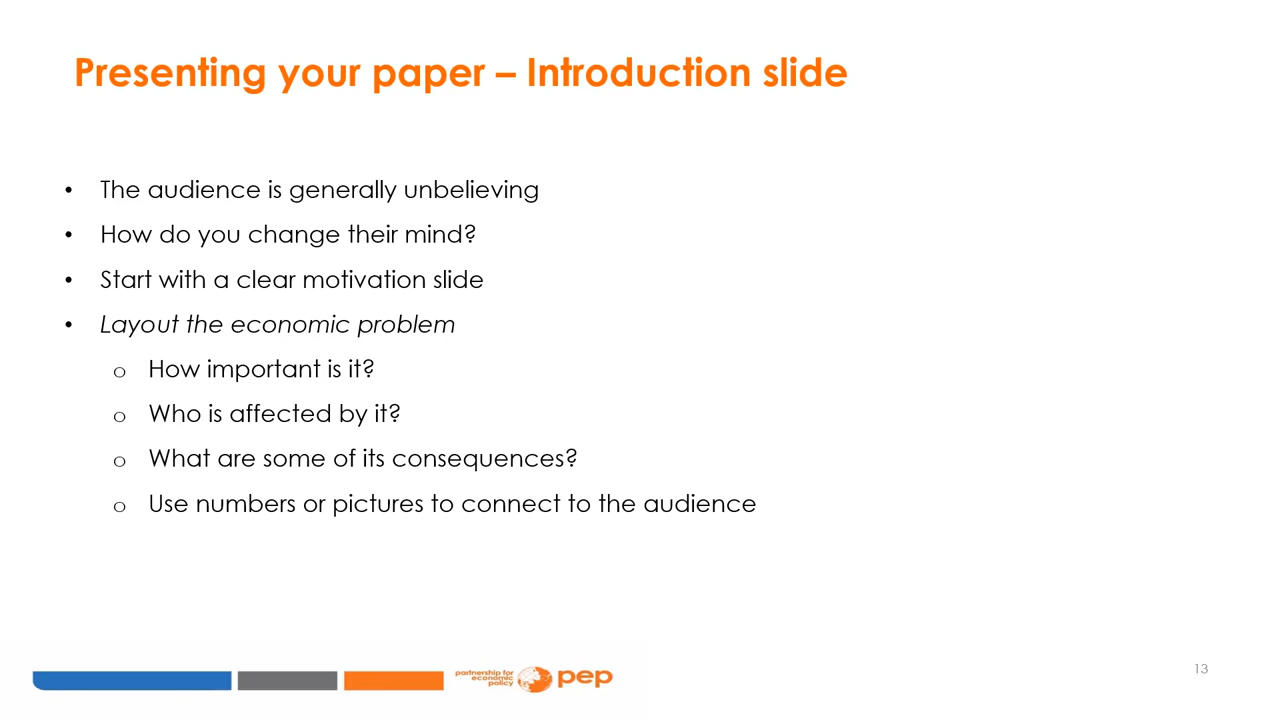 Presenting your paper – Introduction slide
• The audience is generally unbelieving
• How do you change their mind?
• Start with a clear motivation slide
• Layout the economic problem
o How important is it?
o Who is affected by it?
o What are some of its consequences?
o Use numbers or pictures to connect to the audience
partnership for
economic
policy
pep
13